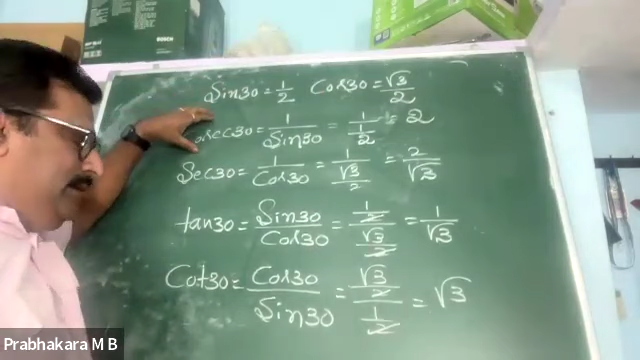 BOSCH
Sin30 = 1/2 Cos30 = √3/2
Cosec30 = 1/Sin30 = 1/(1/2) = 2
Sec30 = 1/Cos30 = 1/(√3/2) = 2/√3
tan30 = Sin30/Cos30 = (1/2)/(√3/2) = 1/√3
Cot30 = Cos30/Sin30 = (√3/2)/(1/2) = √3
Prabhakara M B